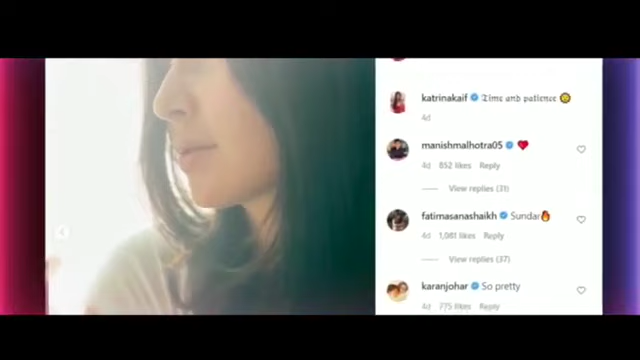 katrinakaif 𝔗𝔦𝔪𝔢 𝔞𝔫𝔡 𝔭𝔞𝔱𝔦𝔢𝔫𝔠𝔢 😟
4d
manishmalhotra05 ❤️
4d 852 likes Reply
View replies (31)
fatimasanashaikh Sundar🔥
4d 1,081 likes Reply
View replies (37)
karanjohar So pretty
4d 775 likes Reply